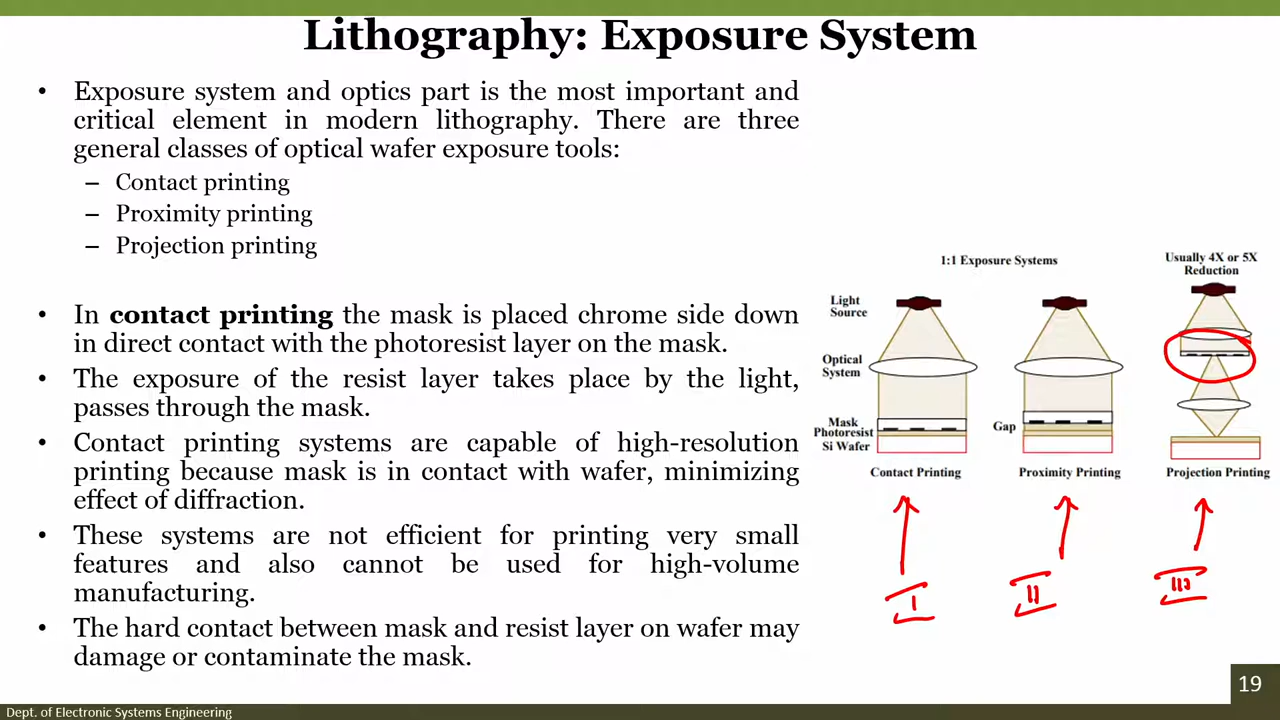 Lithography: Exposure System
• Exposure system and optics part is the most important and
critical element in modern lithography. There are three
general classes of optical wafer exposure tools:
– Contact printing
– Proximity printing
– Projection printing
• In contact printing the mask is placed chrome side down
in direct contact with the photoresist layer on the mask.
• The exposure of the resist layer takes place by the light,
passes through the mask.
• Contact printing systems are capable of high-resolution
printing because mask is in contact with wafer, minimizing
effect of diffraction.
• These systems are not efficient for printing very small
features and also cannot be used for high-volume
manufacturing.
• The hard contact between mask and resist layer on wafer may
damage or contaminate the mask.
1:1 Exposure Systems
Usually 4X or 5X
Reduction
Light
Source
Optical
System
Mask
Photoresist
Si Wafer
Gap
Contact Printing
Proximity Printing
Projection Printing
I
II
III
19
Dept. of Electronic Systems Engineering